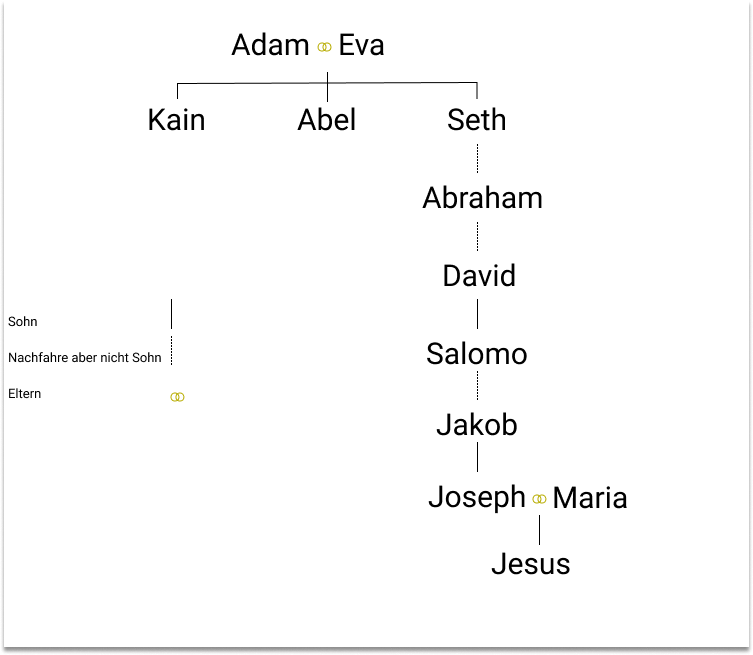 Adam Eva
Kain Abel Seth
Abraham
David
Sohn
Salomo
Nachfahre aber nicht Sohn
Eltern
Jakob
Joseph Maria
Jesus